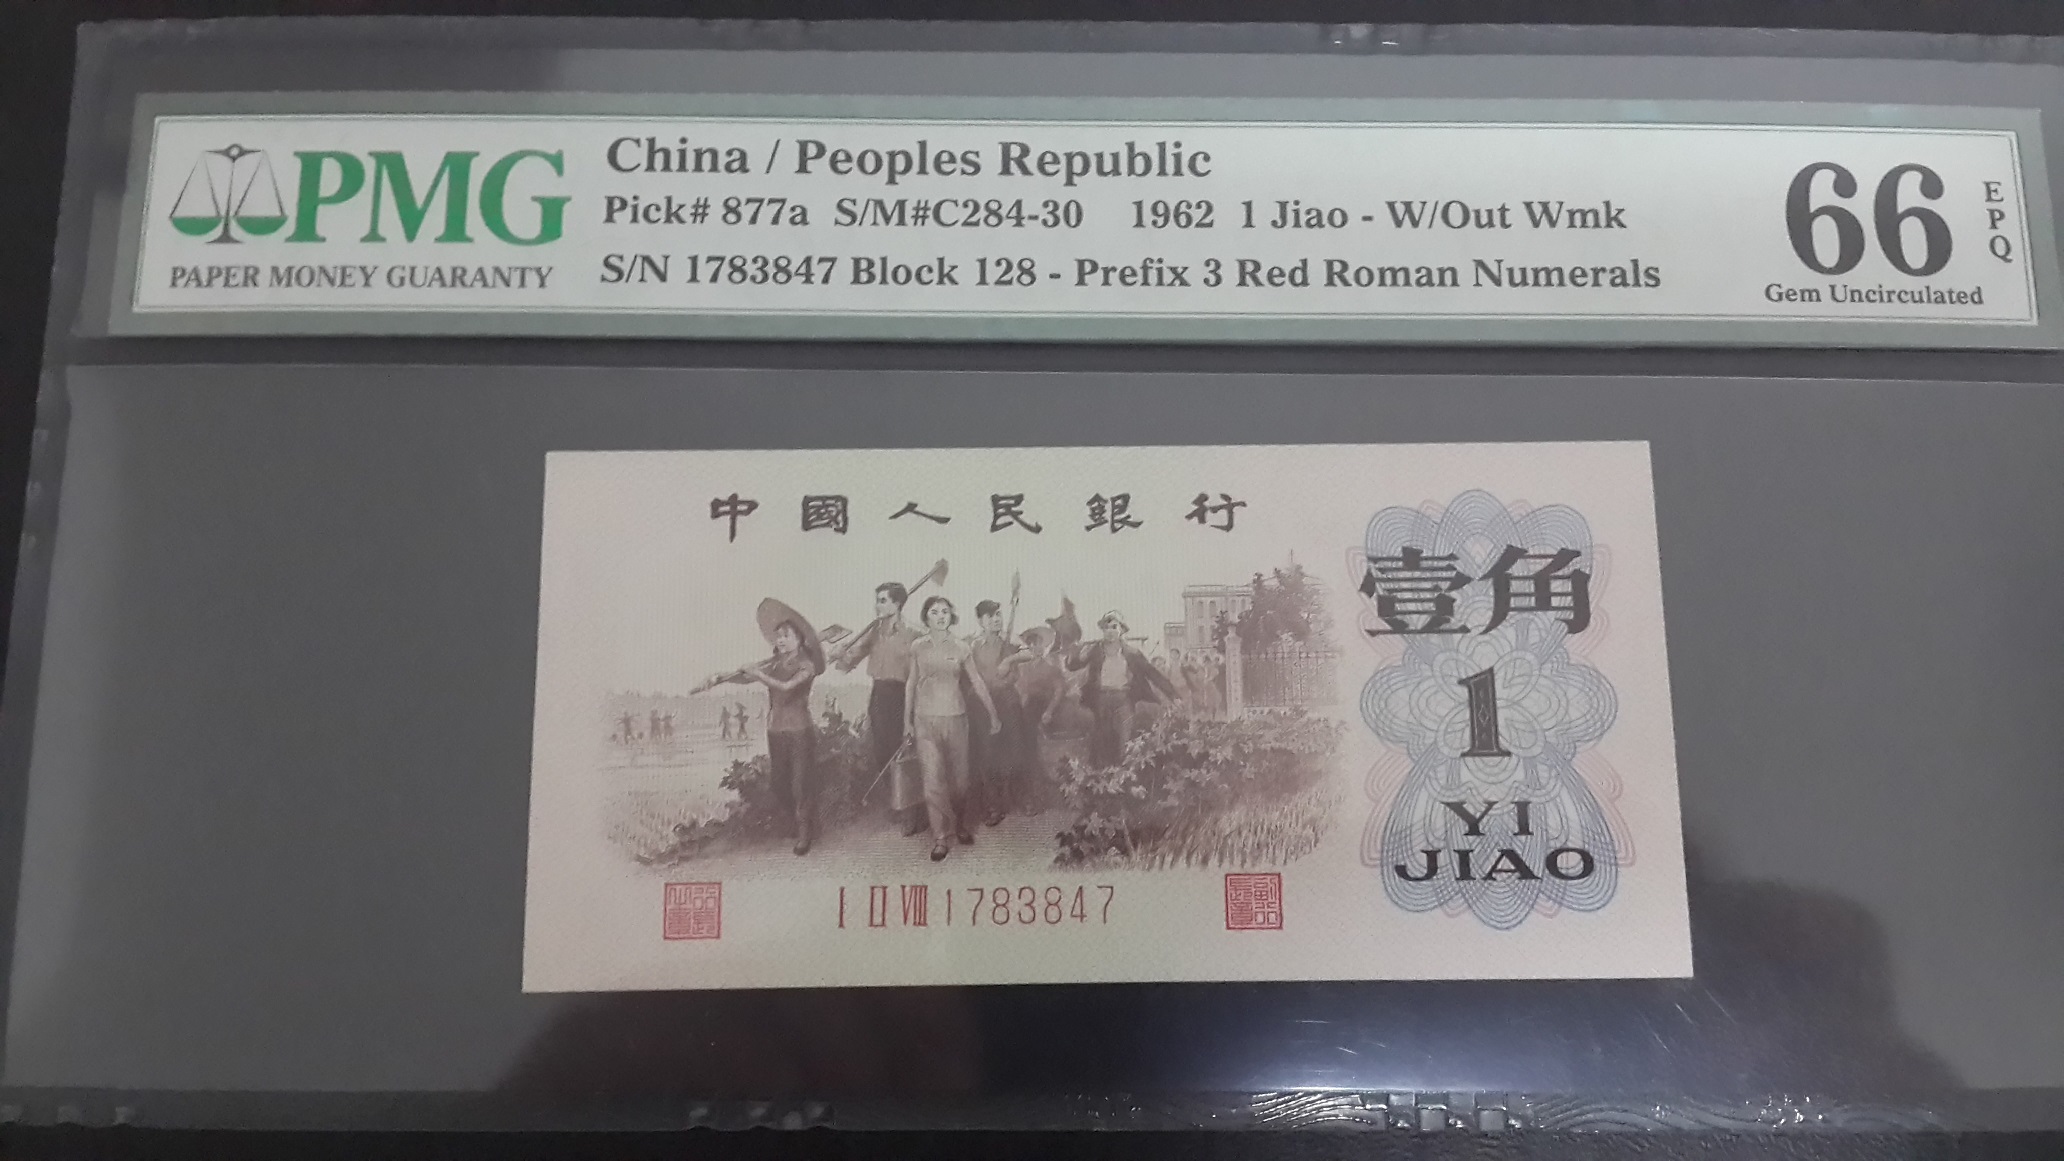 PMG
PAPER MONEY GUARANTY
China / Peoples Republic
Pick# 877a S/M#C284-30 1962 1 Jiao - W/Out Wmk
S/N 1783847 Block 128 - Prefix 3 Red Roman Numerals
66
EPQ
Gem Uncirculated
中國人民銀行
壹角
1
YI
JIAO
I II VIII 1783847